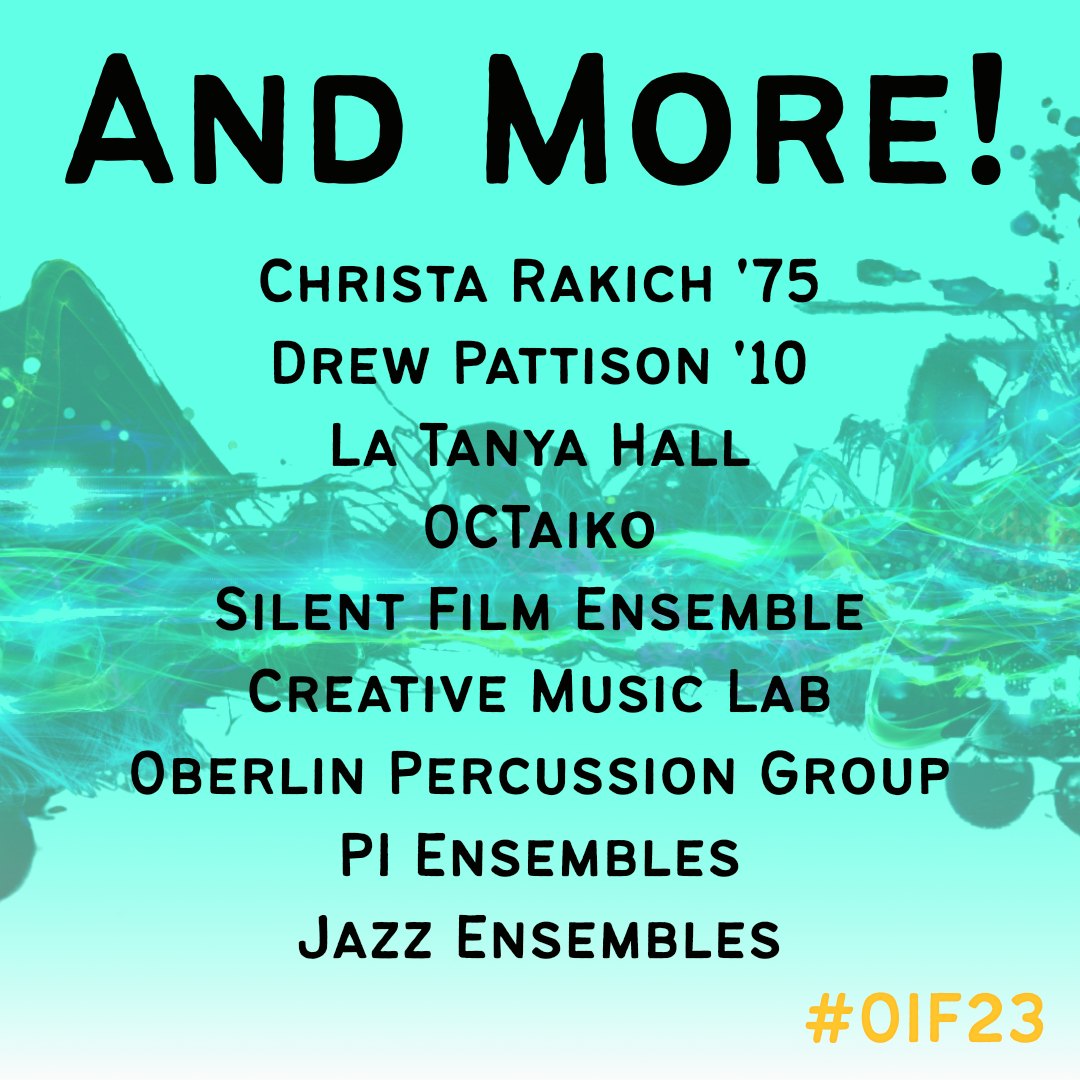 And More!
Christa Rakich '75
Drew Pattison '10
La Tanya Hall
OCTaiko
Silent Film Ensemble
Creative Music Lab
Oberlin Percussion Group
PI Ensembles
Jazz Ensembles
#OIF23